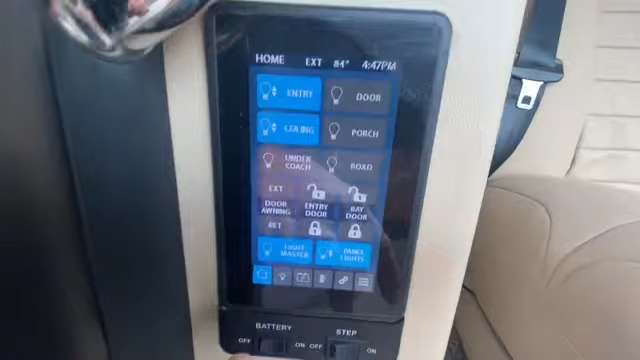 HOME EXT 84° 4:47PM
ENTRY DOOR
CEILING PORCH
UNDER COACH ROAD
EXT
DOOR AWNING ENTRY DOOR BAY DOOR
RET
LIGHT MASTER PANEL LIGHTS
BATTERY STEP
OFF ON OFF ON